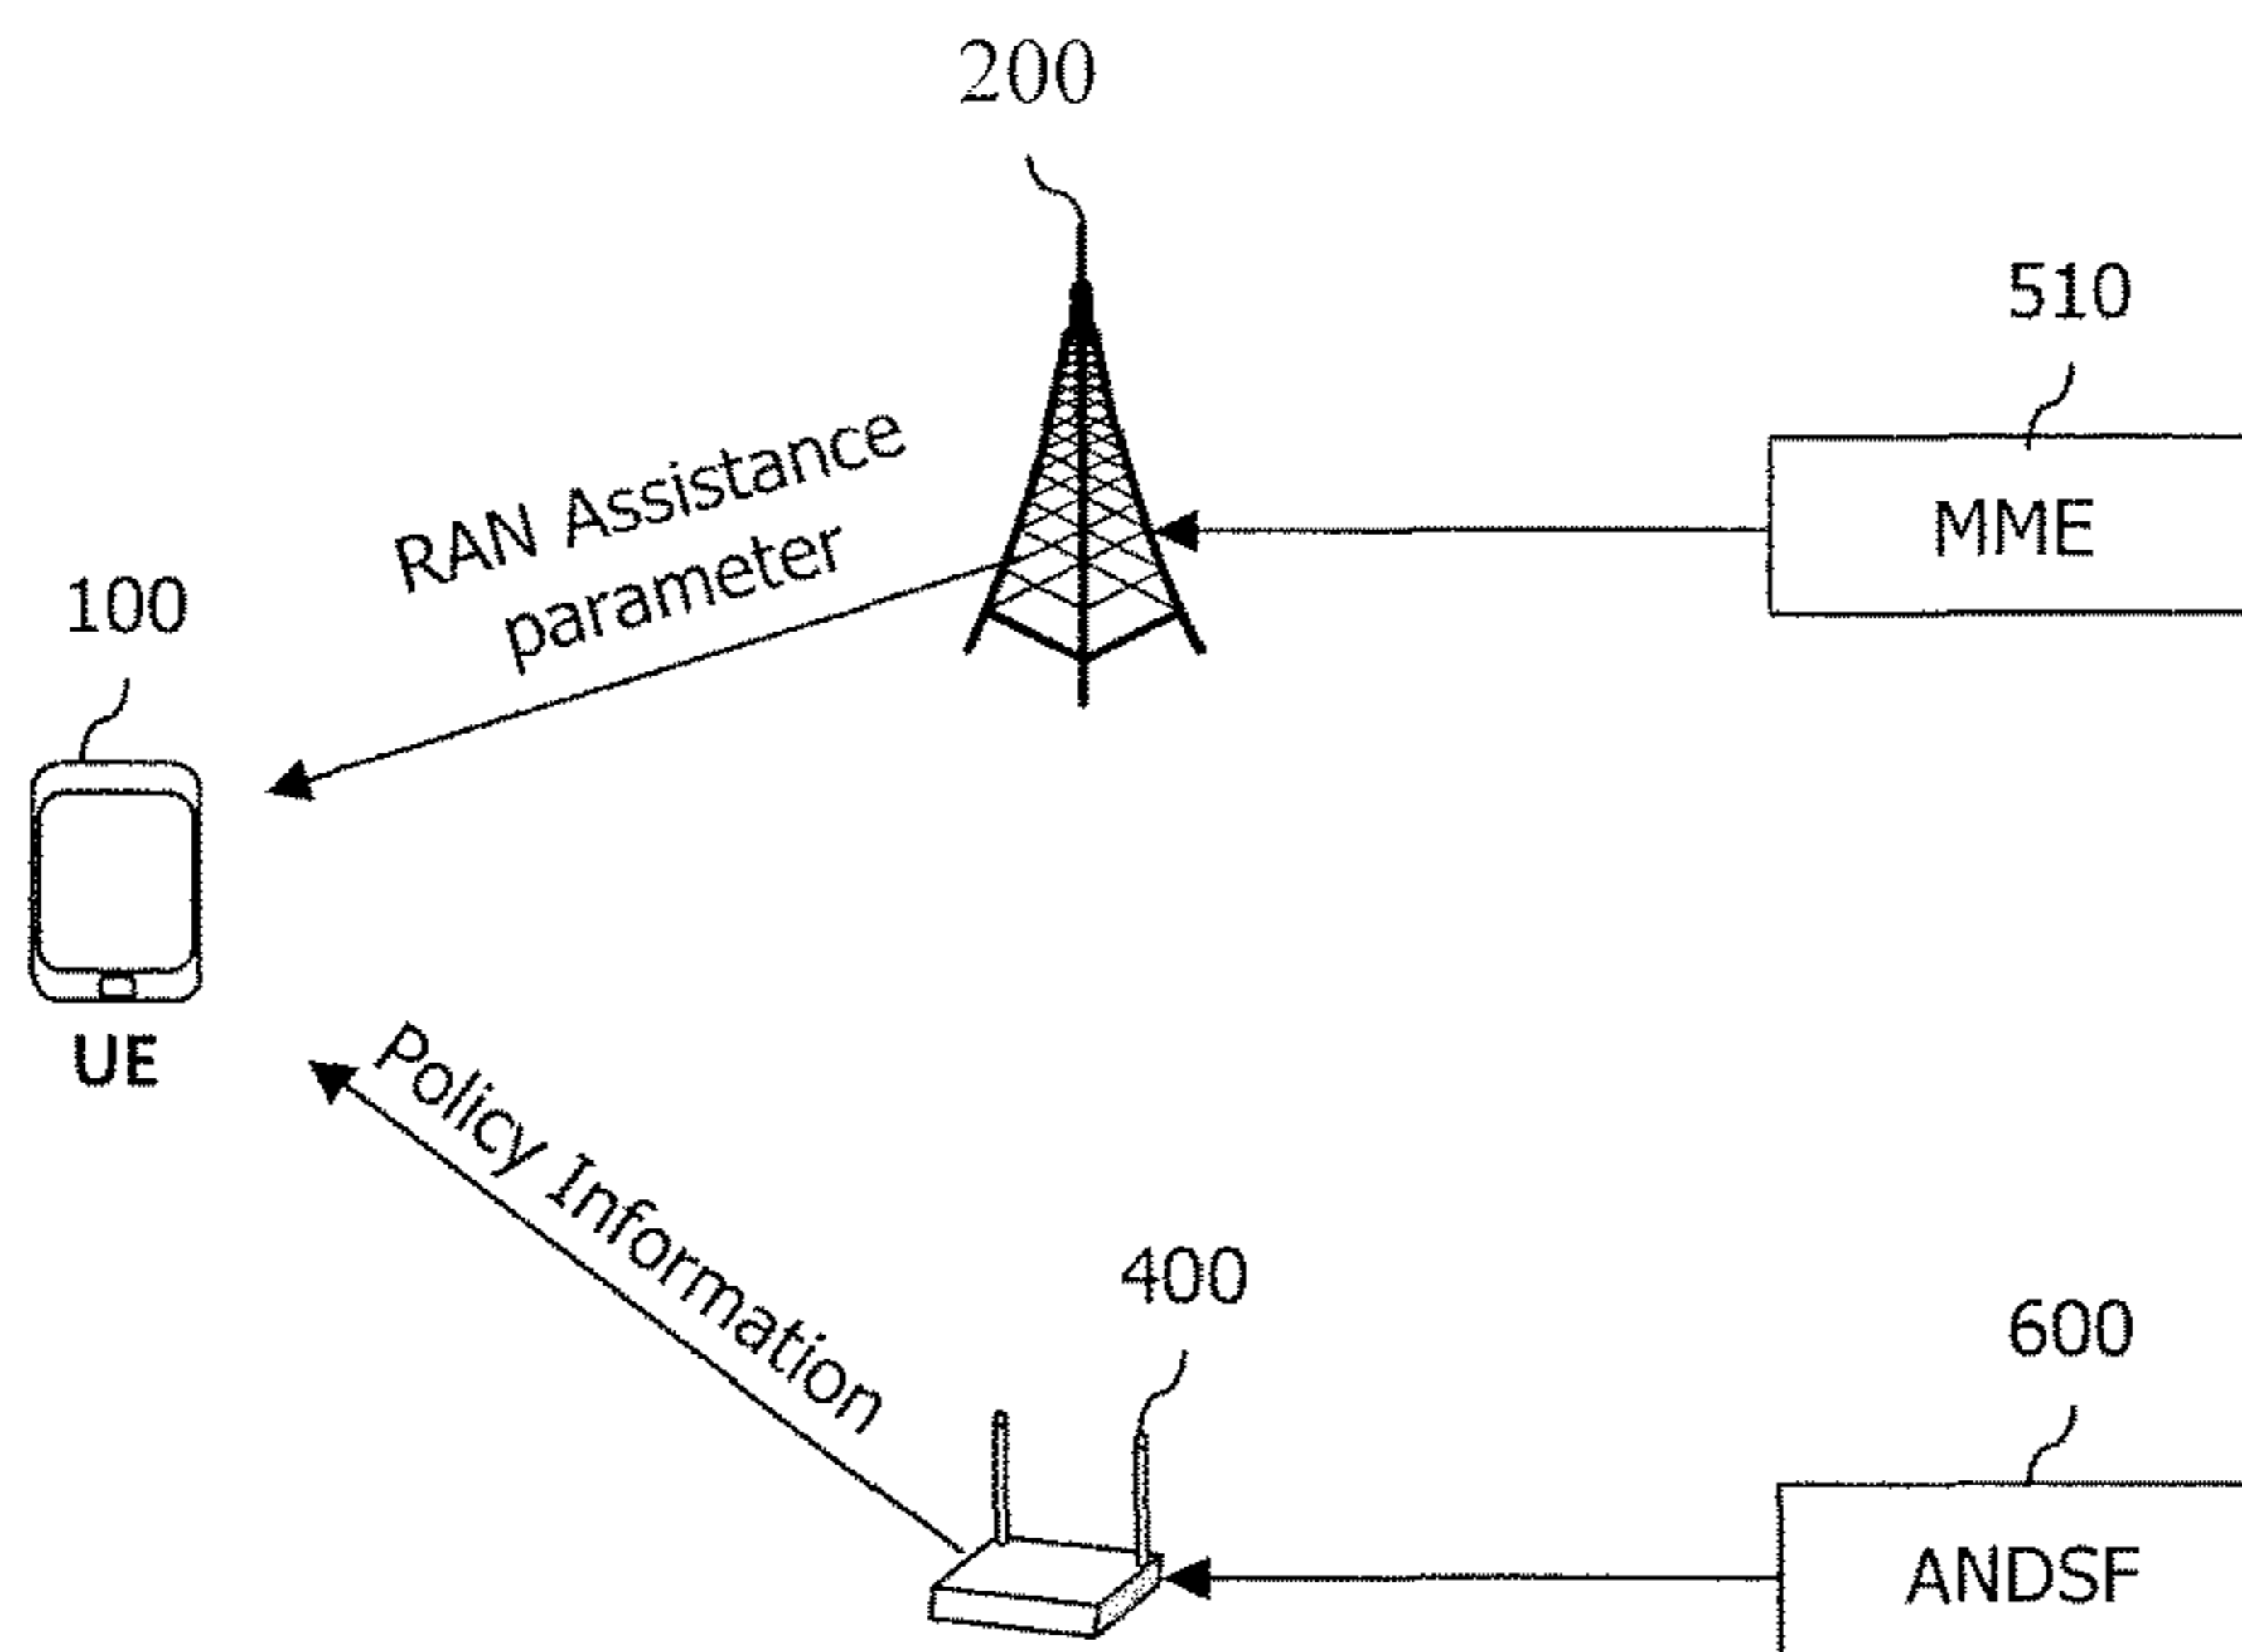 200
510
MME
RAN Assistance
parameter
100
UE
Policy Information
400
600
ANDSF